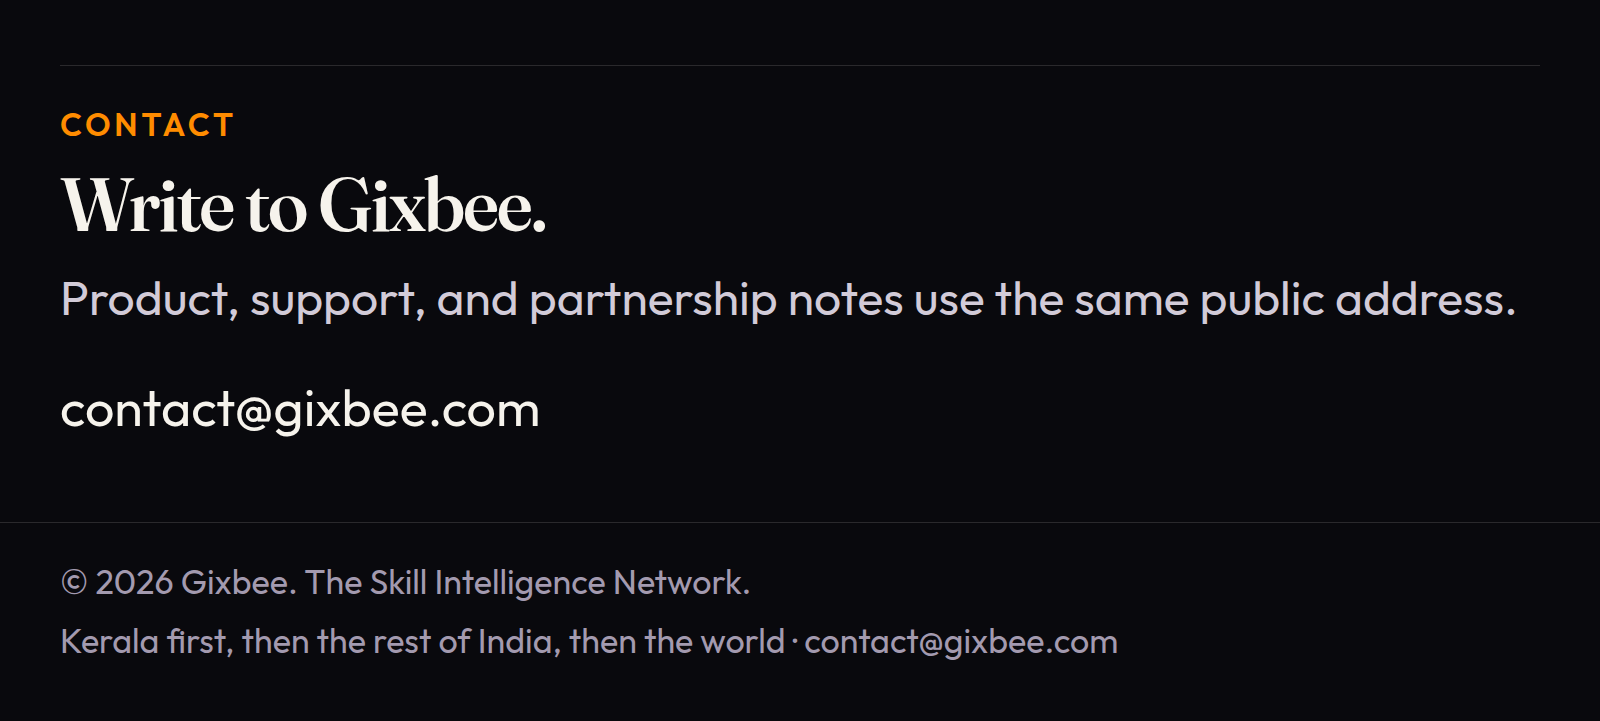 CONTACT
Write to Gixbee.
Product, support, and partnership notes use the same public address.
contact@gixbee.com
© 2026 Gixbee. The Skill Intelligence Network.
Kerala first, then the rest of India, then the world · contact@gixbee.com